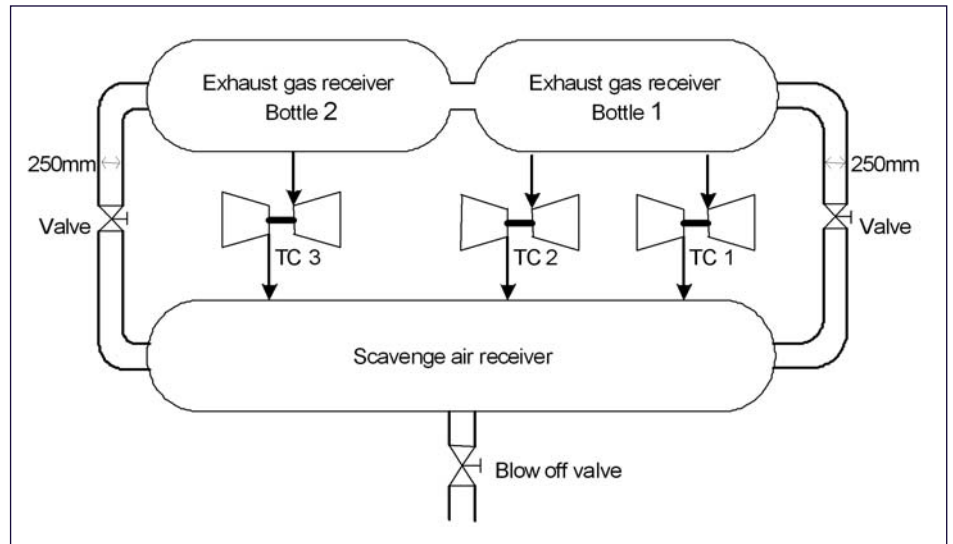 Exhaust gas receiver
Bottle 2
Exhaust gas receiver
Bottle 1
250mm
250mm
Valve
Valve
TC 3
TC 2
TC 1
Scavenge air receiver
Blow off valve